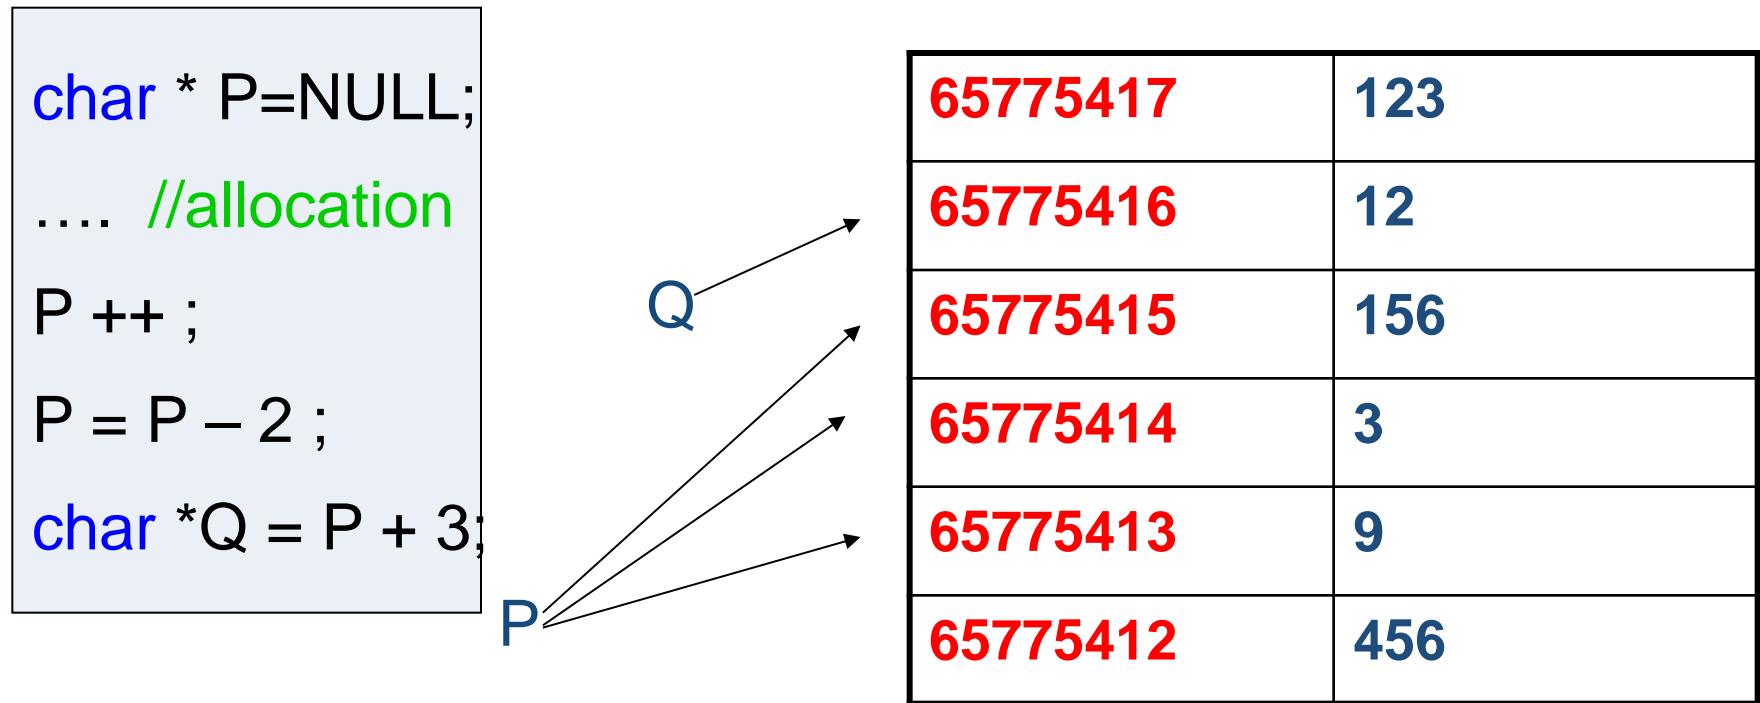 char * P=NULL;
…. //allocation
P ++ ;
P = P – 2 ;
char *Q = P + 3;
Q
P
65775417 123
65775416 12
65775415 156
65775414 3
65775413 9
65775412 456